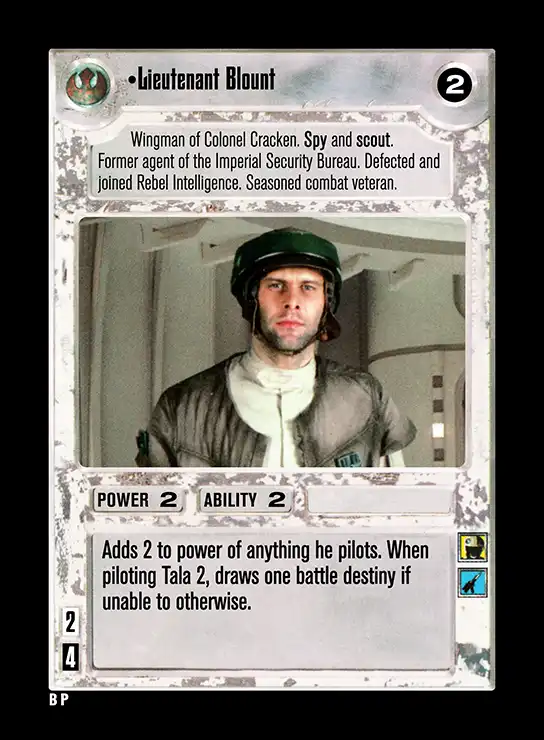 •Lieutenant Blount
2
Wingman of Colonel Cracken. Spy and scout.
Former agent of the Imperial Security Bureau. Defected and
joined Rebel Intelligence. Seasoned combat veteran.
POWER 2
ABILITY 2
Adds 2 to power of anything he pilots. When
piloting Tala 2, draws one battle destiny if
unable to otherwise.
2
4
B P